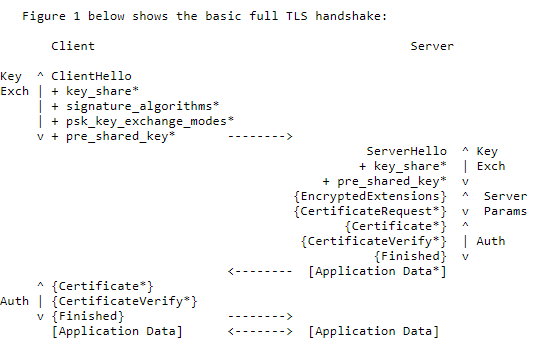 Figure 1 below shows the basic full TLS handshake:
Client                                               Server
Key  ^ ClientHello
Exch | + key_share*
     | + signature_algorithms*
     | + psk_key_exchange_modes*
     v + pre_shared_key*       -------->
                                                  ServerHello  ^ Key
                                                 + key_share*  | Exch
                                            + pre_shared_key*  v
                                        {EncryptedExtensions}  ^  Server
                                        {CertificateRequest*}  v  Params
                                               {Certificate*}  ^
                                         {CertificateVerify*}  | Auth
                                                   {Finished}  v
                               <--------  [Application Data*]
     ^ {Certificate*}
Auth | {CertificateVerify*}
     v {Finished}              -------->
       [Application Data]      <------->  [Application Data]